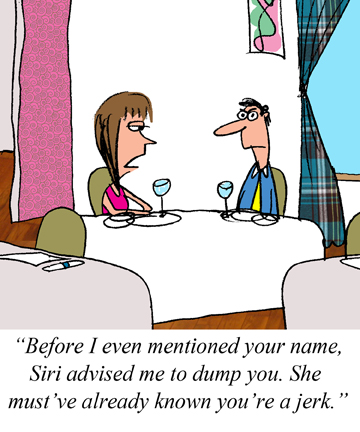 “Before I even mentioned your name,
Siri advised me to dump you. She
must’ve already known you’re a jerk.”